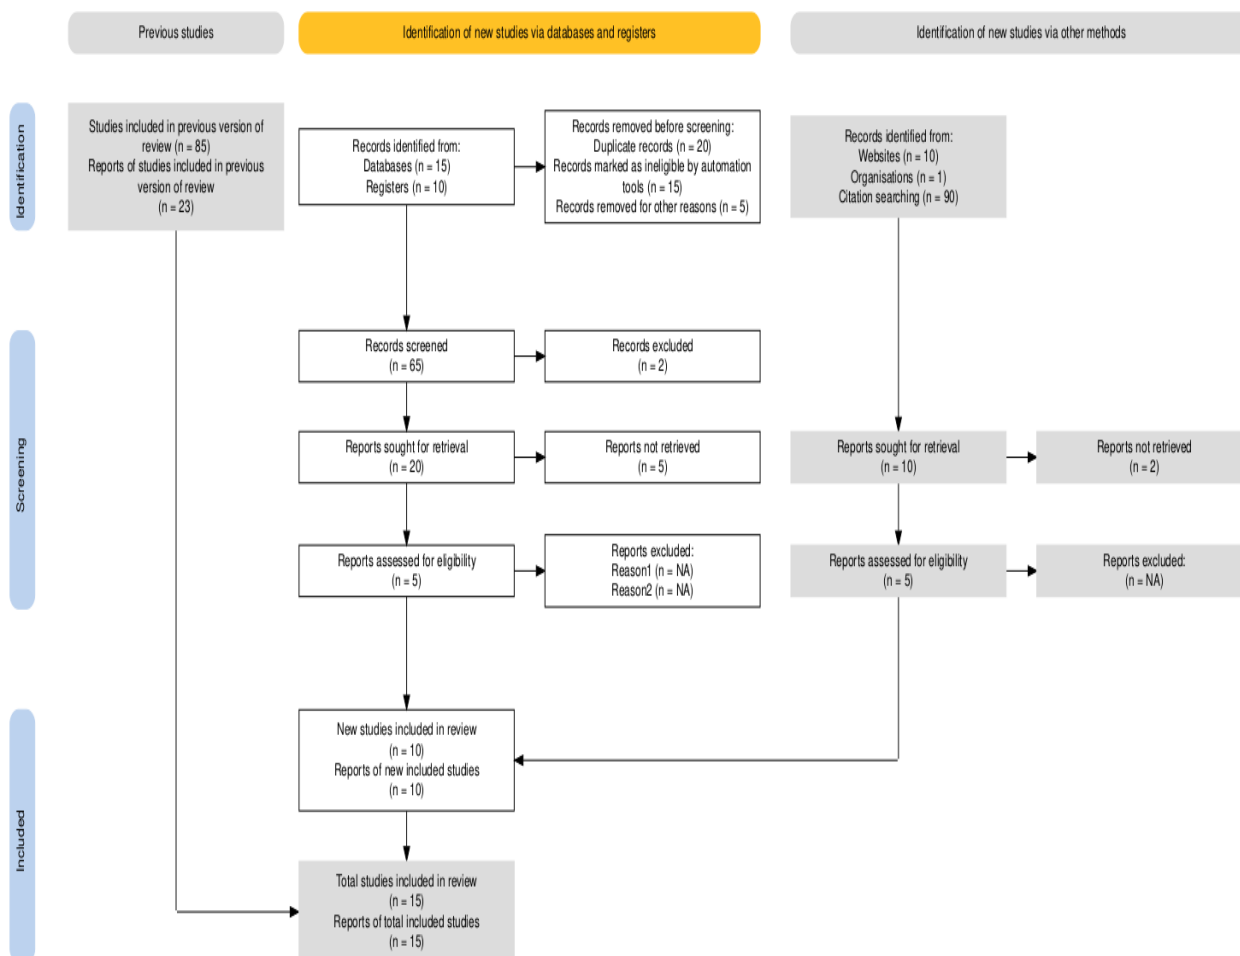 Previous studies
Identification of new studies via databases and registers
Identification of new studies via other methods
Identification
Studies included in previous version of
review (n = 85)
Reports of studies included in previous
version of review
(n = 23)
Records identified from:
Databases (n = 15)
Registers (n = 10)
Records removed before screening:
Duplicate records (n = 20)
Records marked as ineligible by automation
tools (n = 15)
Records removed for other reasons (n = 5)
Records identified from:
Websites (n = 10)
Organisations (n = 1)
Citation searching (n = 90)
Screening
Records screened
(n = 65)
Records excluded
(n = 2)
Reports sought for retrieval
(n = 20)
Reports not retrieved
(n = 5)
Reports sought for retrieval
(n = 10)
Reports not retrieved
(n = 2)
Reports assessed for eligibility
(n = 5)
Reports excluded:
Reason1 (n = NA)
Reason2 (n = NA)
Reports assessed for eligibility
(n = 5)
Reports excluded:
(n = NA)
Included
New studies included in review
(n = 10)
Reports of new included studies
(n = 10)
Total studies included in review
(n = 15)
Reports of total included studies
(n = 15)